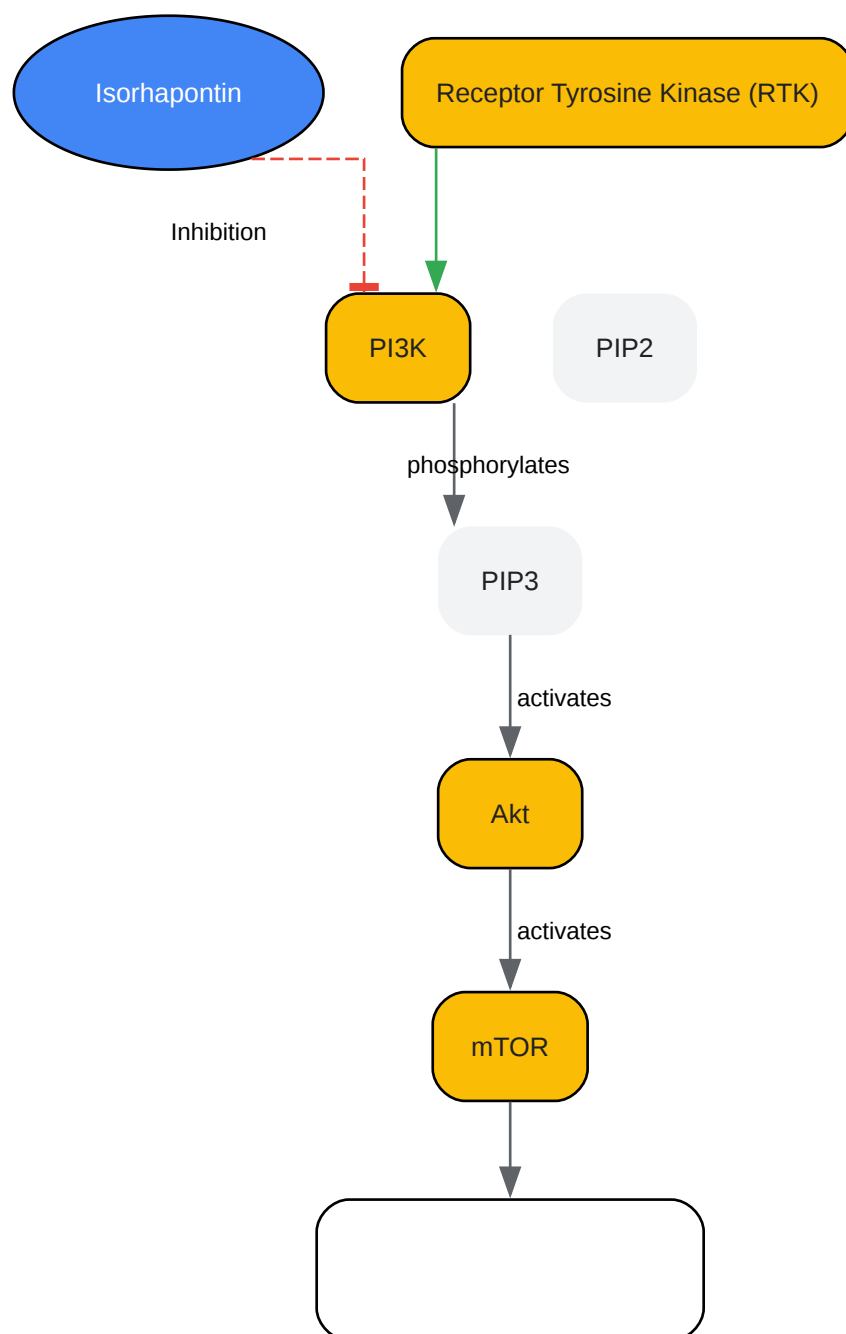 Isorhapontin
Receptor Tyrosine Kinase (RTK)
Inhibition
PI3K
PIP2
phosphorylates
PIP3
activates
Akt
activates
mTOR